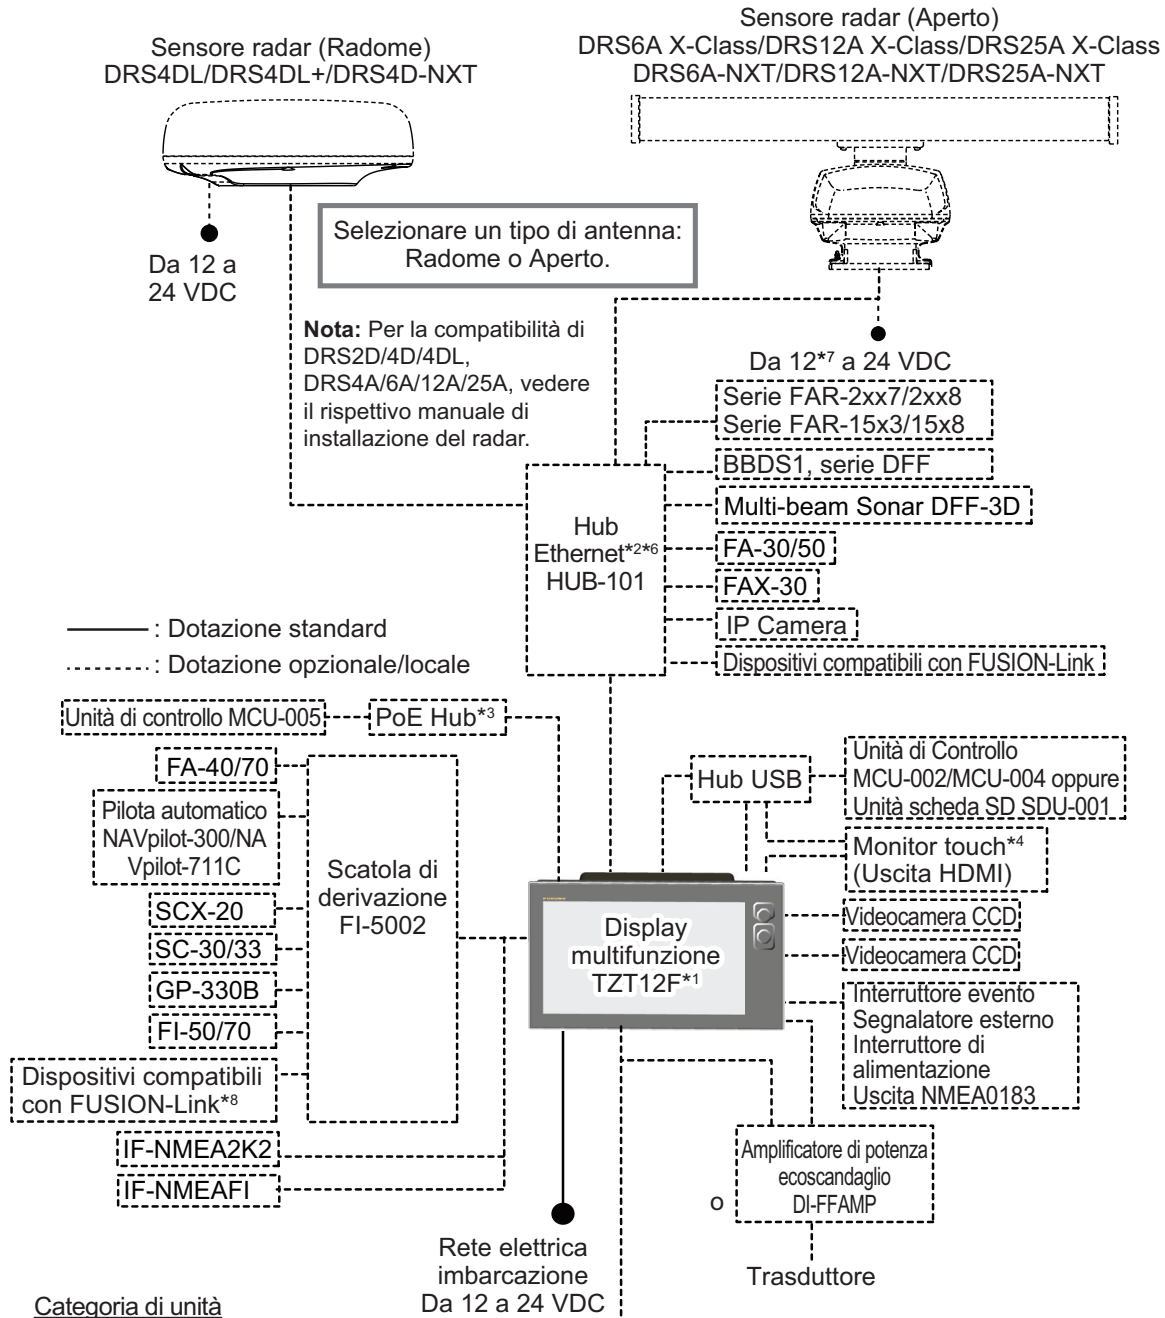 Sensore radar (Aperto)
DRS6A X-Class/DRS12A X-Class/DRS25A X-Class
DRS6A-NXT/DRS12A-NXT/DRS25A-NXT
Sensore radar (Radome)
DRS4DL/DRS4DL+/DRS4D-NXT
Selezionare un tipo di antenna:
Radome o Aperto.
Da 12 a
24 VDC
Nota: Per la compatibilità di
DRS2D/4D/4DL,
DRS4A/6A/12A/25A, vedere
il rispettivo manuale di
installazione del radar.
Da 12*7 a 24 VDC
Serie FAR-2xx7/2xx8
Serie FAR-15x3/15x8
BBDS1, serie DFF
Multi-beam Sonar DFF-3D
FA-30/50
FAX-30
IP Camera
Dispositivi compatibili con FUSION-Link
Hub
Ethernet*2*6
HUB-101
: Dotazione standard
: Dotazione opzionale/locale
Unità di controllo MCU-005
PoE Hub*3
FA-40/70
Pilota automatico
NAVpilot-300/NA
Vpilot-711C
SCX-20
SC-30/33
GP-330B
FI-50/70
Dispositivi compatibili
con FUSION-Link*8
IF-NMEA2K2
IF-NMEAFI
Scatola di
derivazione
FI-5002
Hub USB
Unità di Controllo
MCU-002/MCU-004 oppure
Unità scheda SD SDU-001
Monitor touch*4
(Uscita HDMI)
Videocamera CCD
Videocamera CCD
Display
multifunzione
TZT12F*1
Interruttore evento
Segnalatore esterno
Interruttore di
alimentazione
Uscita NMEA0183
Amplificatore di potenza
ecoscandaglio
DI-FFAMP
o
Trasduttore
Rete elettrica
imbarcazione
Da 12 a 24 VDC
Categoria di unità